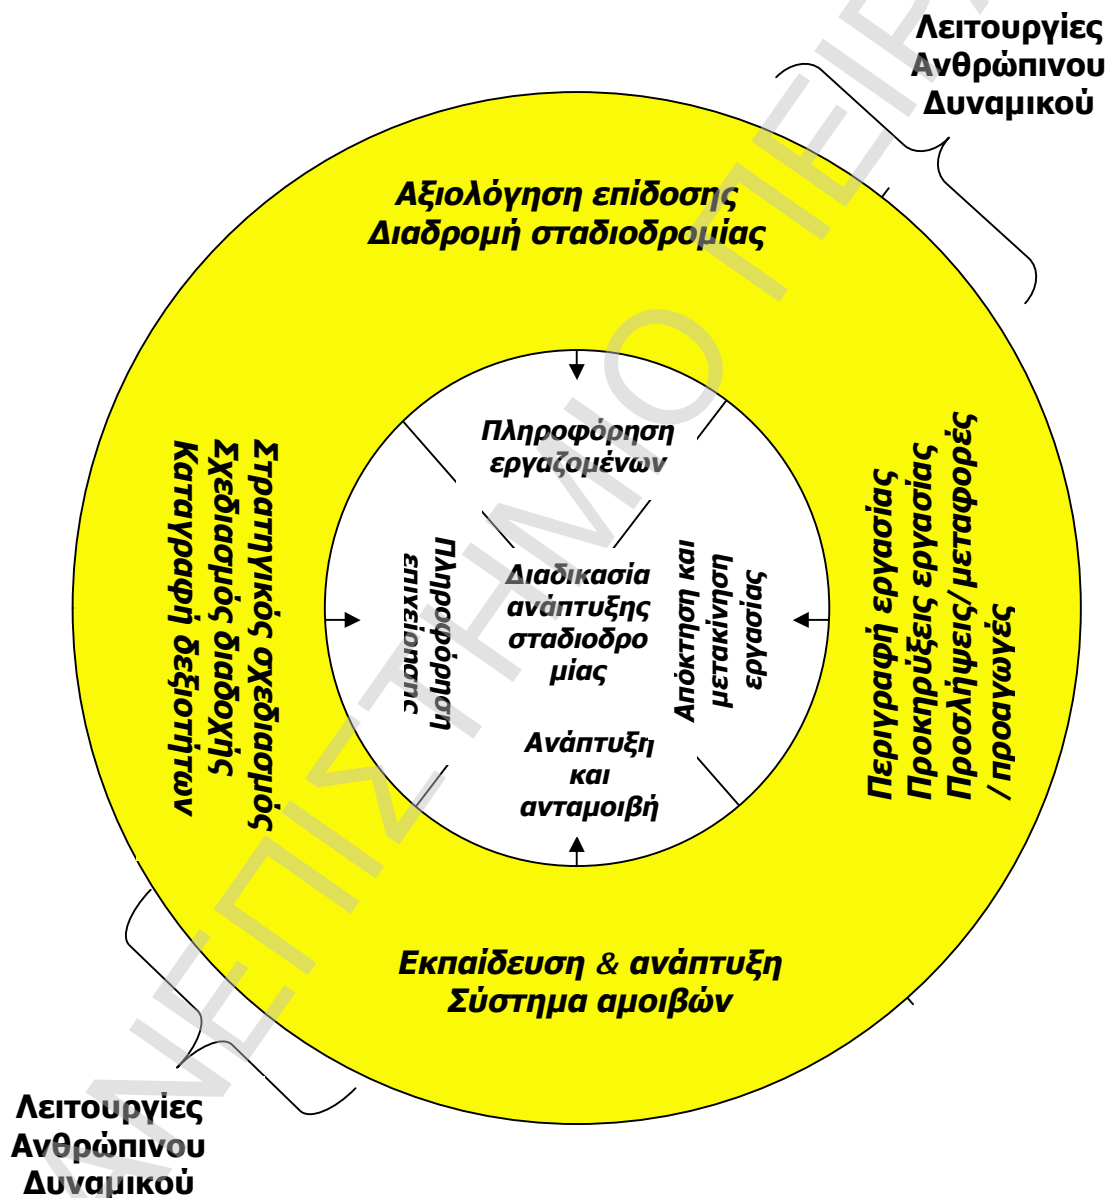 Λειτουργίες
Ανθρώπινου
Δυναμικού
Αξιολόγηση επίδοσης
Διαδρομή σταδιοδρομίας
Στρατηγικός σχεδιασμός
Σχεδιασμός διαδοχής
Καταγραφή δεξιοτήτων
Πληροφόρηση
εργαζομένων
Πληροφόρηση
επιχείρησης
Διαδικασία
ανάπτυξης
σταδιοδρο
μίας
Απόκτηση και
μετακίνηση
εργασίας
Ανάπτυξη
και
ανταμοιβή
Περιγραφή εργασίας
Προκηρύξεις εργασίας
Προσλήψεις/ μεταφορές
/ προαγωγές
Εκπαίδευση & ανάπτυξη
Σύστημα αμοιβών
Λειτουργίες
Ανθρώπινου
Δυναμικού
ΑΝΕΠΙΣΤΗΜΙΟ ΠΕΙΡΑ